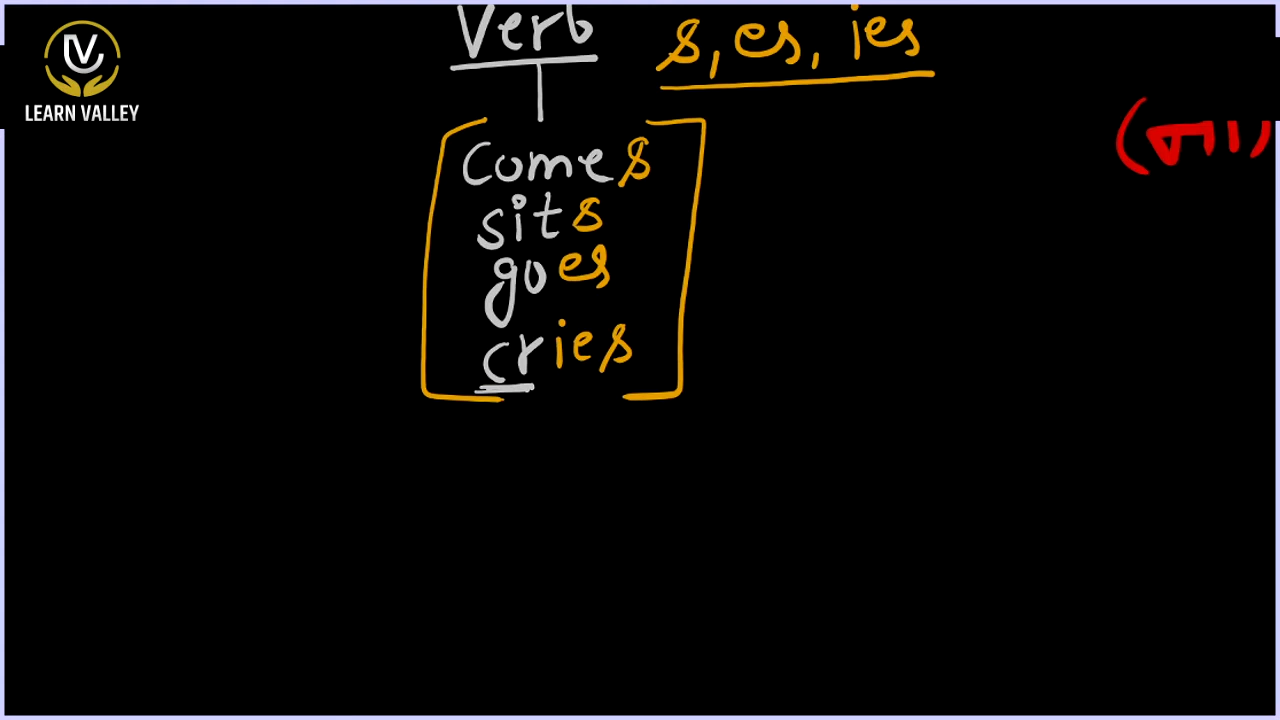 LEARN VALLEY
Verb s, es, ies
Comes
sits
goes
cries